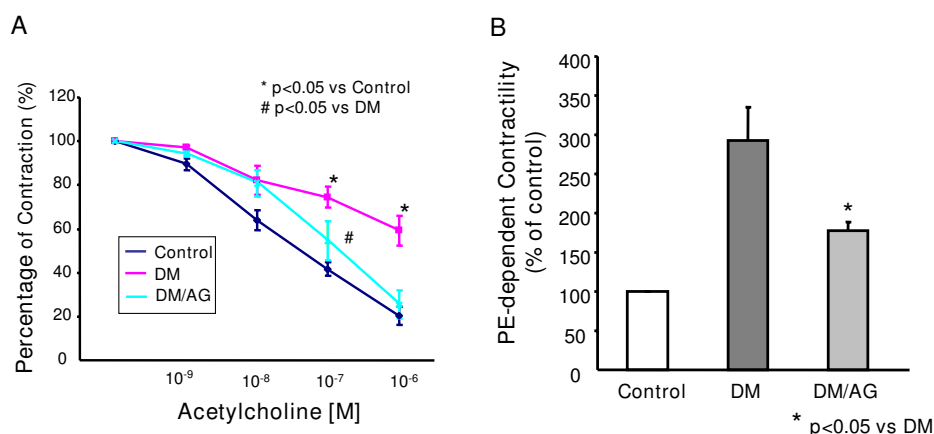 A
* p<0.05 vs Control
# p<0.05 vs DM
Percentage of Contraction (%)
120
100
80
60
40
20
0
*
*
#
Control
DM
DM/AG
10-9
10-8
10-7
10-6
Acetylcholine [M]
B
PE-dependent Contractility
(% of control)
400
350
300
250
200
150
100
50
0
*
Control
DM
DM/AG
* p<0.05 vs DM